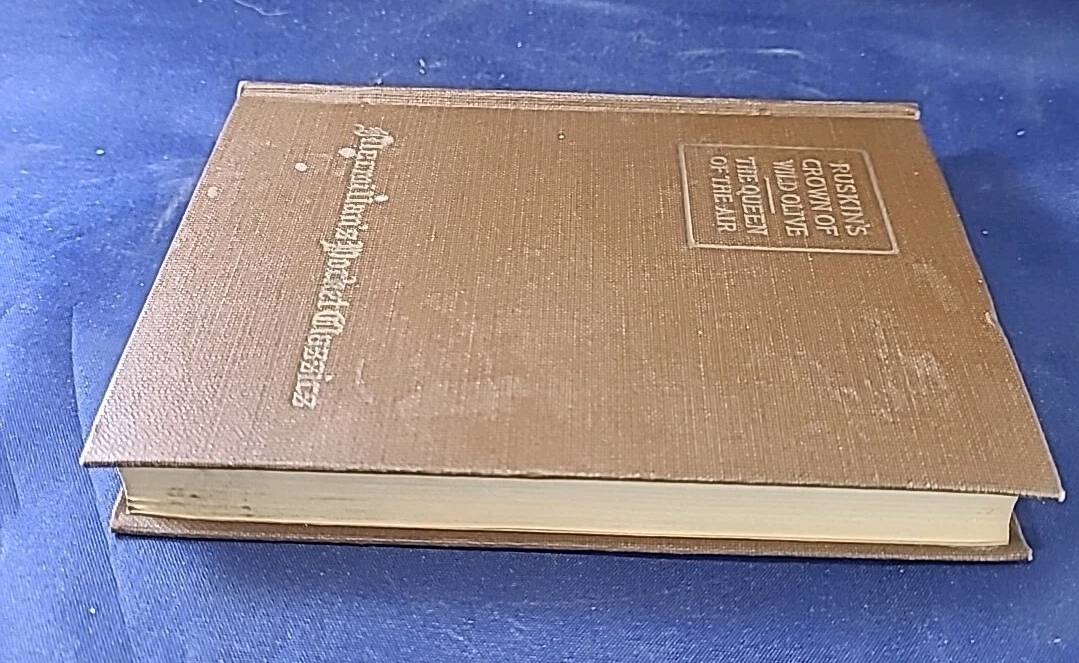 RUSKIN'S
CROWN OF
WILD OLIVE
THE QUEEN
OF THE AIR
Macmillan's Pocket Classics